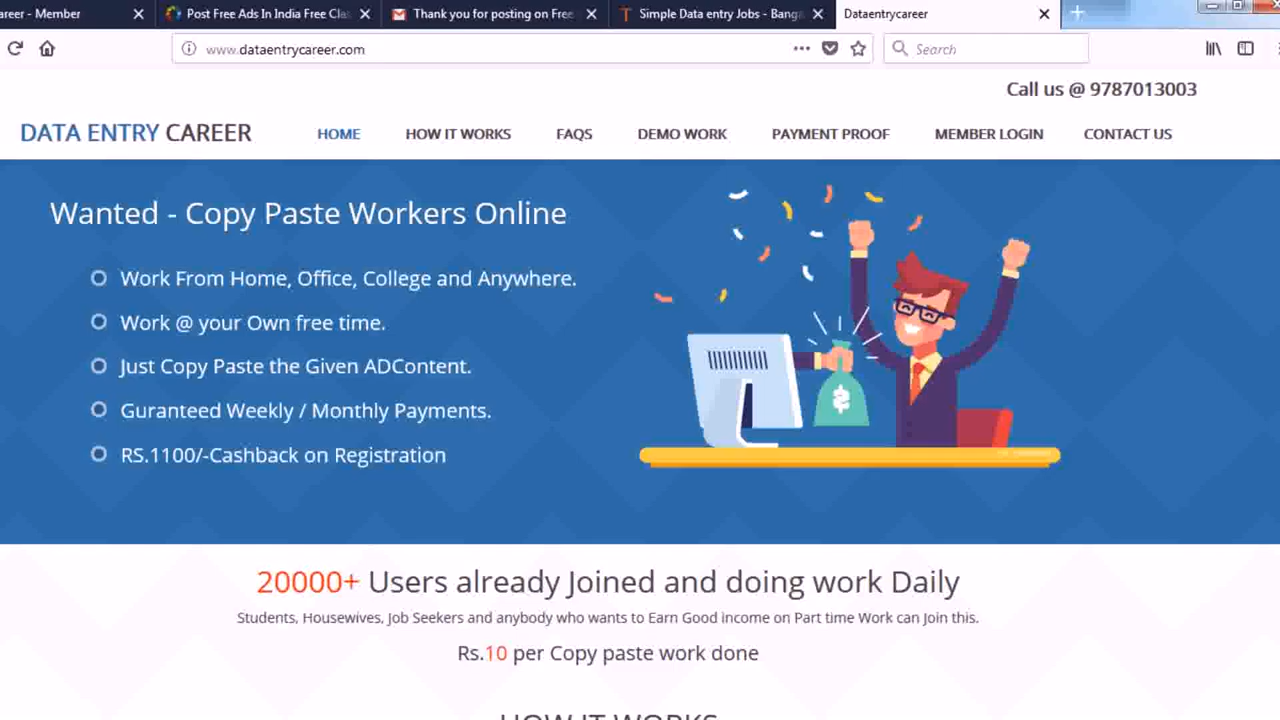 areer - Member
Post Free Ads In India Free Cla
Thank you for posting on Free
Simple Data entry Jobs - Banga
Dataentrycareer
www.dataentrycareer.com
Search
Call us @ 9787013003
DATA ENTRY CAREER
HOME
HOW IT WORKS
FAQS
DEMO WORK
PAYMENT PROOF
MEMBER LOGIN
CONTACT US
Wanted - Copy Paste Workers Online
Work From Home, Office, College and Anywhere.
Work @ your Own free time.
Just Copy Paste the Given ADContent.
Guranteed Weekly / Monthly Payments.
RS.1100/-Cashback on Registration
20000+ Users already Joined and doing work Daily
Students, Housewives, Job Seekers and anybody who wants to Earn Good income on Part time Work can Join this.
Rs.10 per Copy paste work done
HOW IT WORKS